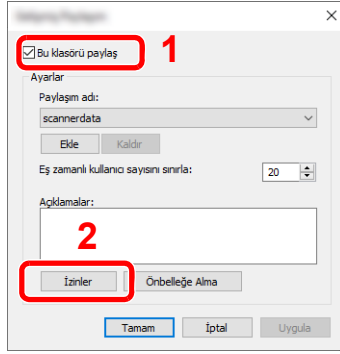 Bu klasörü paylaş
1
Ayarlar
Paylaşım adı:
scannerdata
Ekle Kaldır
Eş zamanlı kullanıcı sayısını sınırla: 20
Açıklamalar:
2
İzinler Önbelleğe Alma
Tamam İptal Uygula